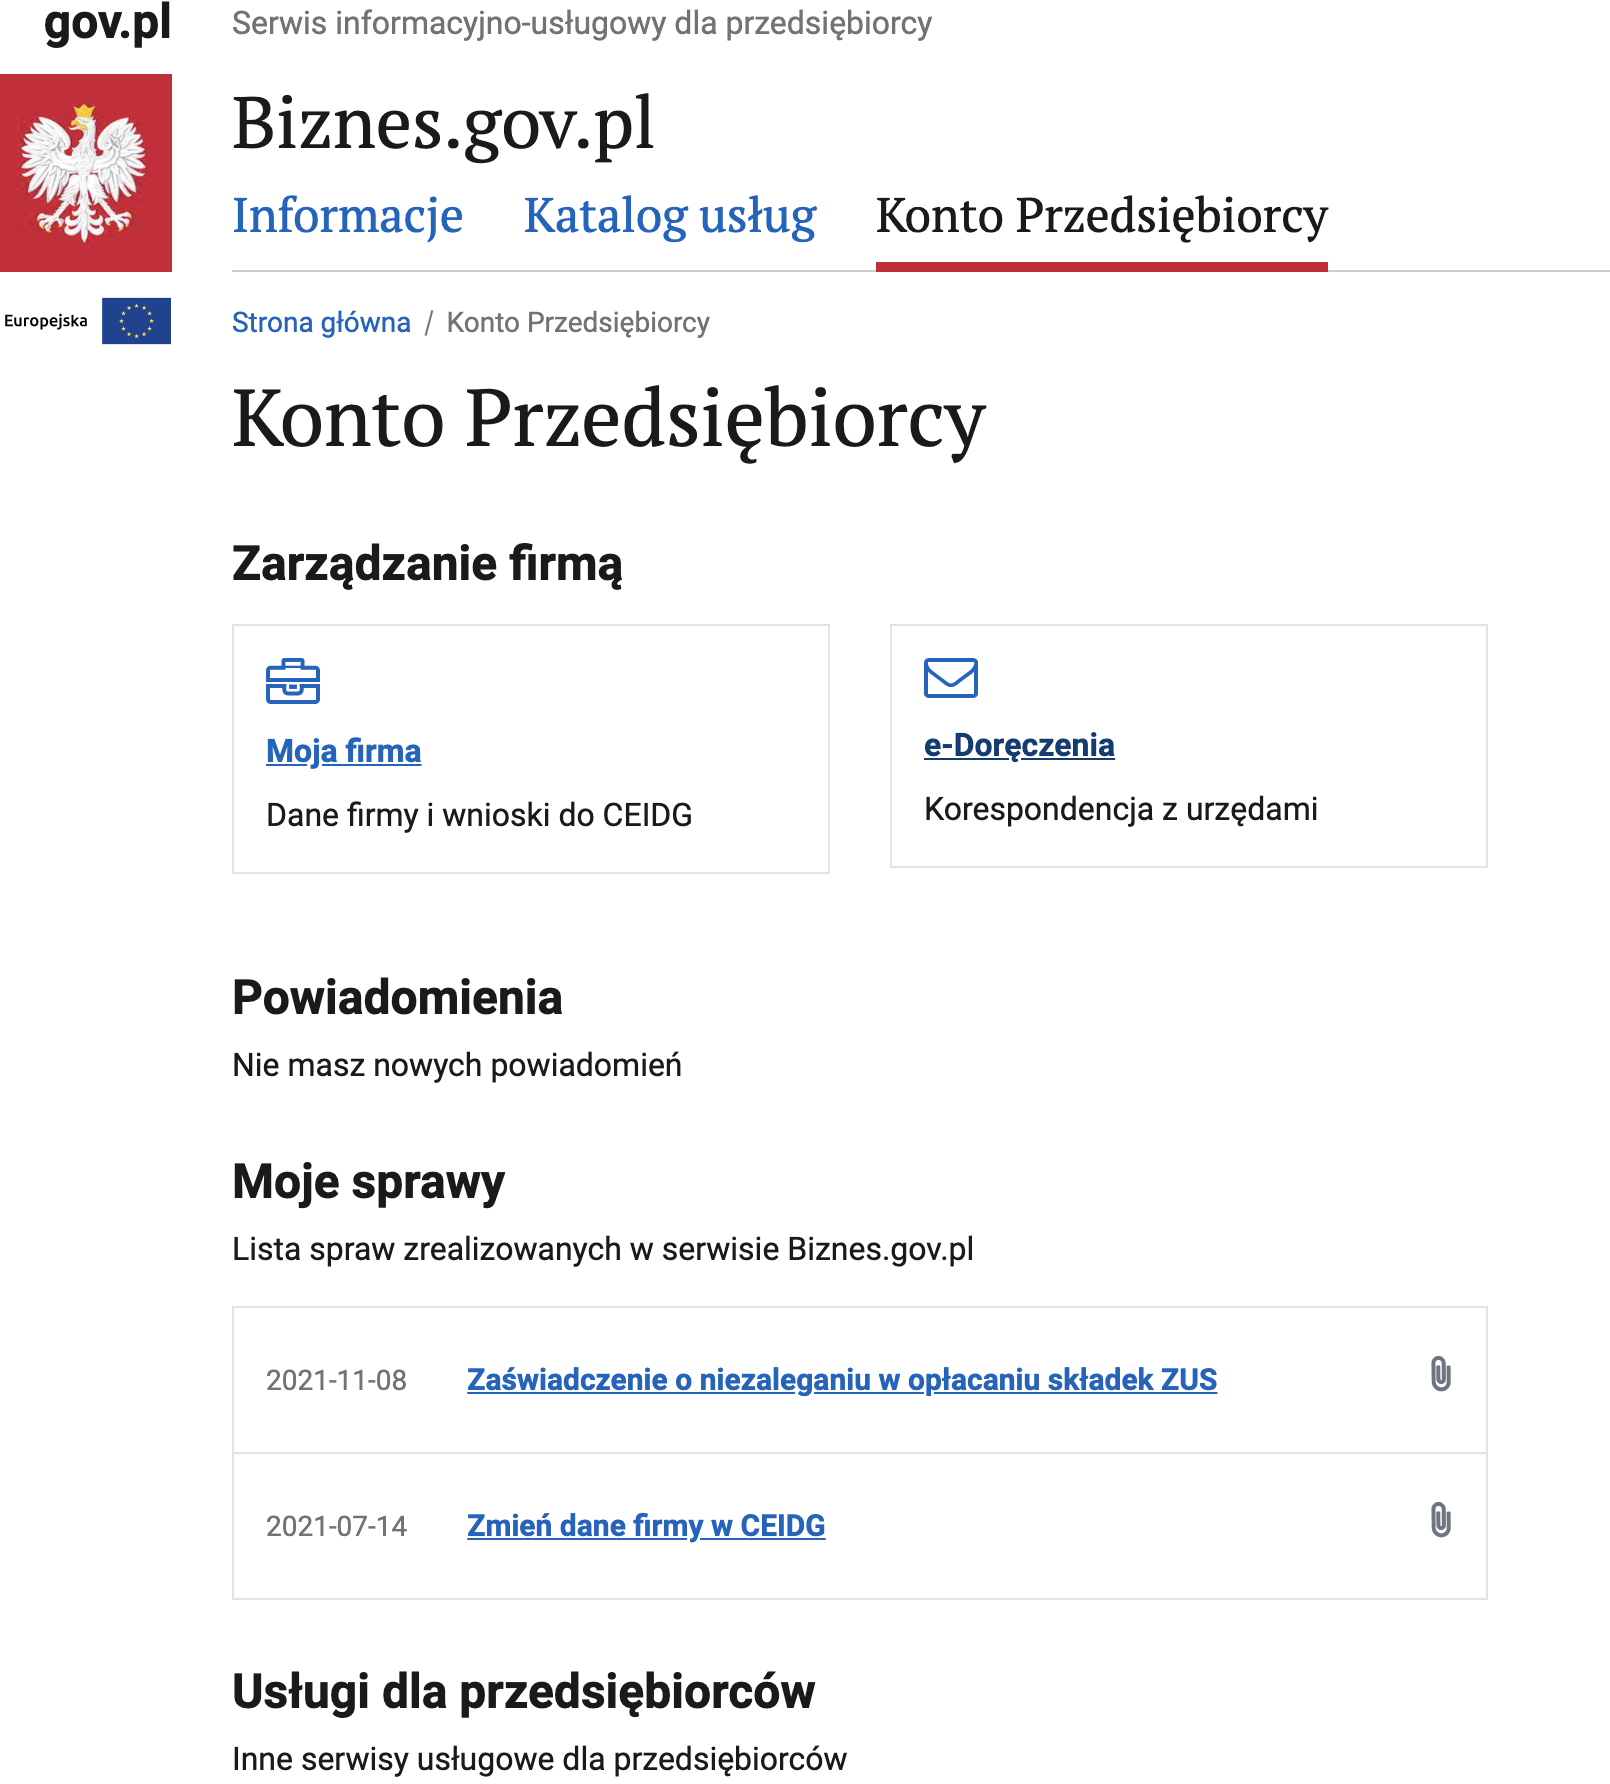 gov.pl
Serwis informacyjno-usługowy dla przedsiębiorcy
Biznes.gov.pl
Informacje Katalog usług Konto Przedsiębiorcy
Europejska
Strona główna / Konto Przedsiębiorcy
Konto Przedsiębiorcy
Zarządzanie firmą
Moja firma
Dane firmy i wnioski do CEIDG
e-Doręczenia
Korespondencja z urzędami
Powiadomienia
Nie masz nowych powiadomień
Moje sprawy
Lista spraw zrealizowanych w serwisie Biznes.gov.pl
2021-11-08 Zaświadczenie o niezaleganiu w opłacaniu składek ZUS
2021-07-14 Zmień dane firmy w CEIDG
Usługi dla przedsiębiorców
Inne serwisy usługowe dla przedsiębiorców